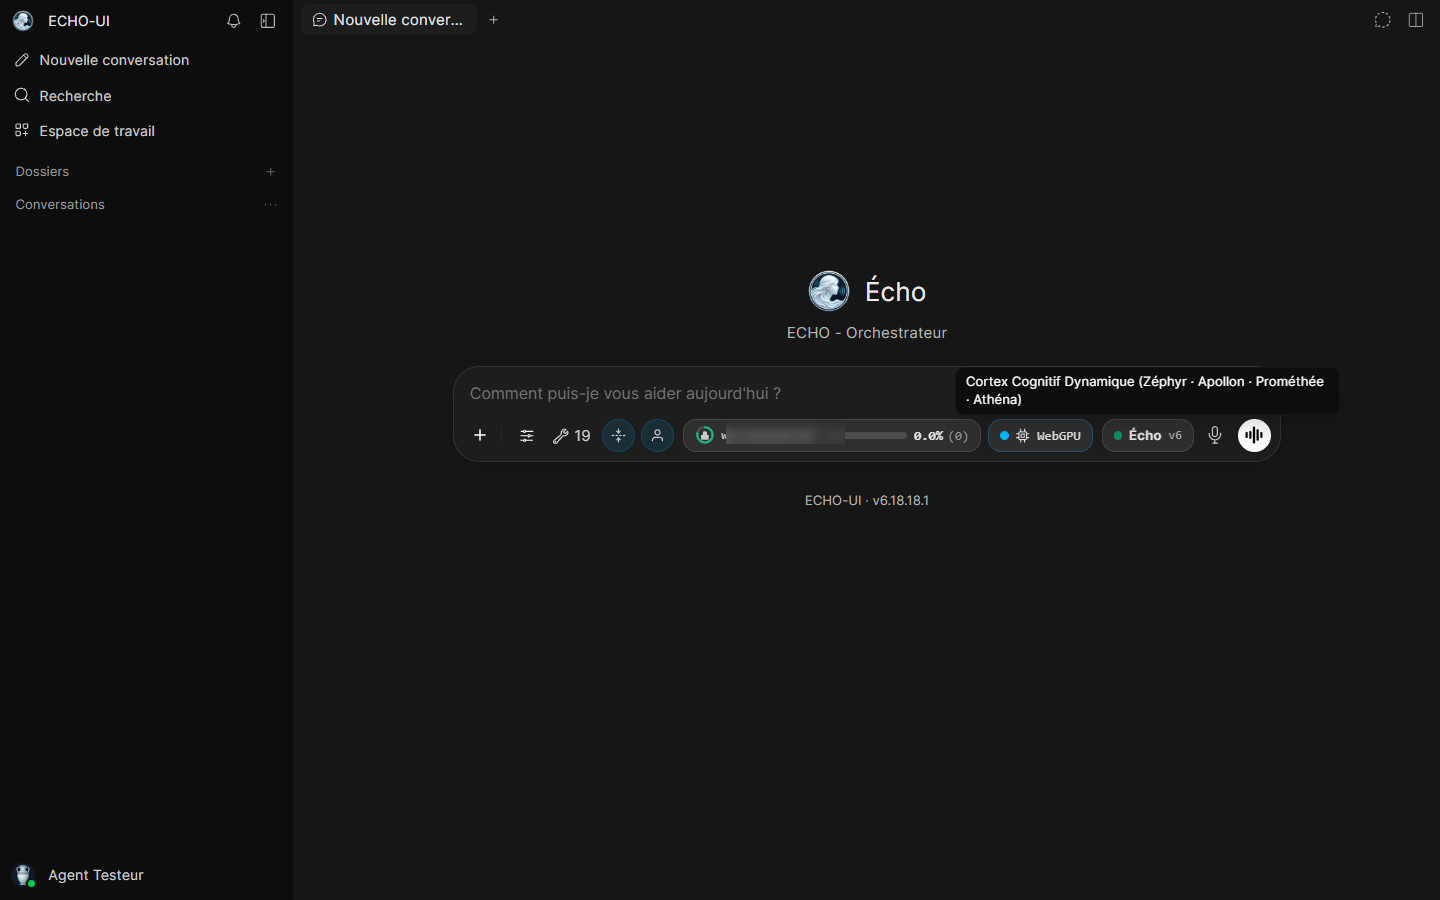 ECHO-UI
Nouvelle conversation
Recherche
Espace de travail
Dossiers
Conversations
Agent Testeur
Nouvelle conver...
Écho
ECHO - Orchestrateur
Comment puis-je vous aider aujourd'hui ?
Cortex Cognitif Dynamique (Zéphyr · Apollon · Prométhée
· Athéna)
19
0.0% (0)
WebGPU
Écho v6
ECHO-UI · v6.18.18.1